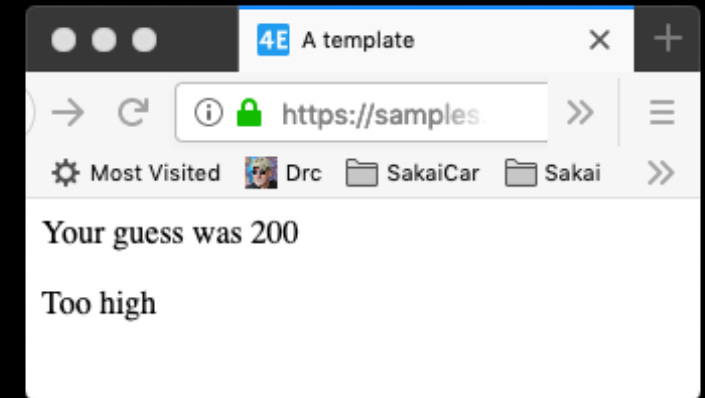 4E A template
https://samples.
Most Visited Drc SakaiCar Sakai
Your guess was 200
Too high